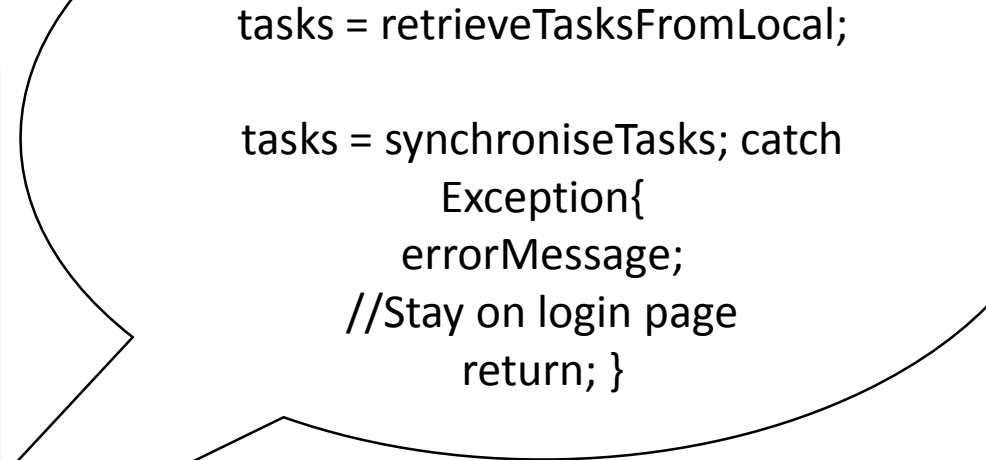 tasks = retrieveTasksFromLocal;
tasks = synchroniseTasks; catch
Exception{
errorMessage;
//Stay on login page
return; }